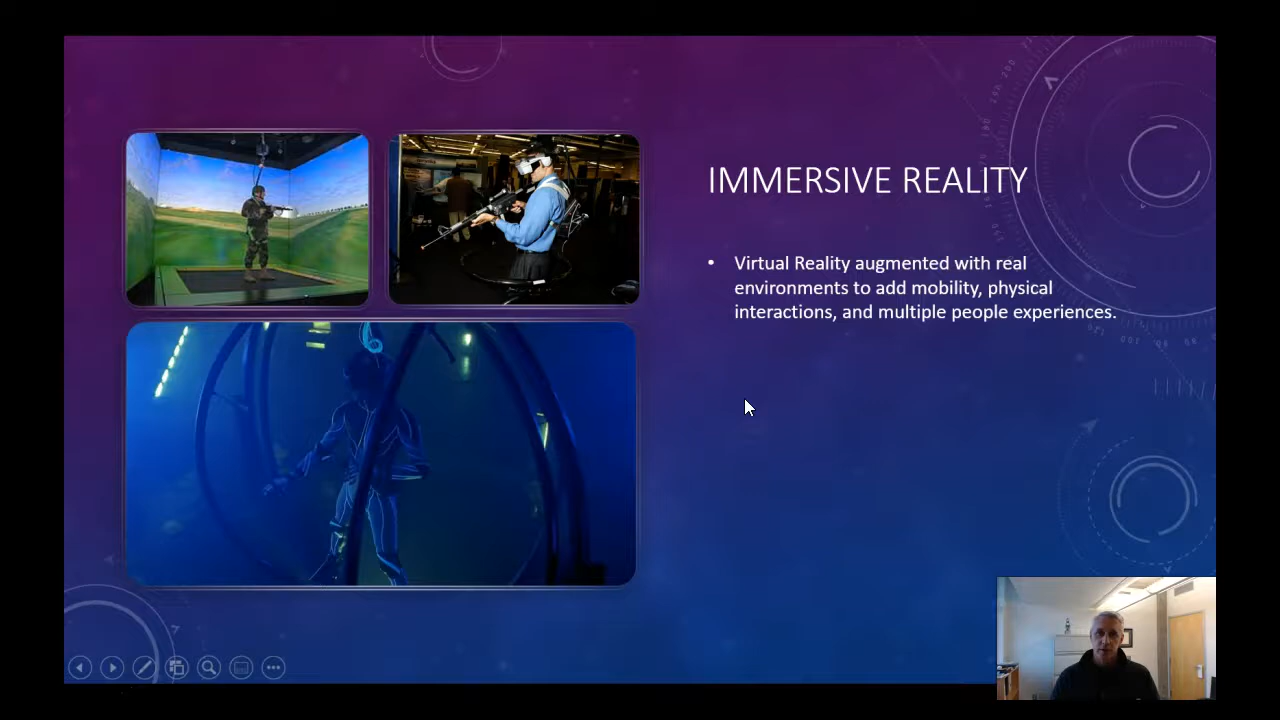 IMMERSIVE REALITY
• Virtual Reality augmented with real
environments to add mobility, physical
interactions, and multiple people experiences.